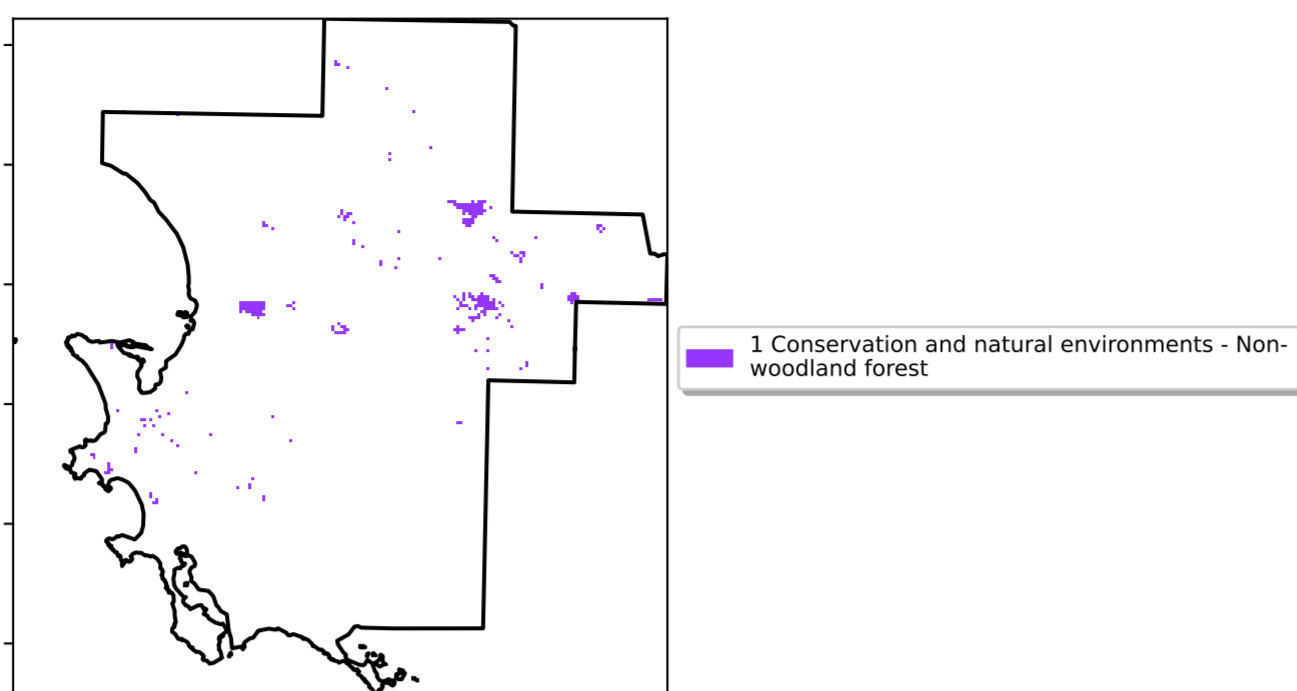 1 Conservation and natural environments - Non-
woodland forest